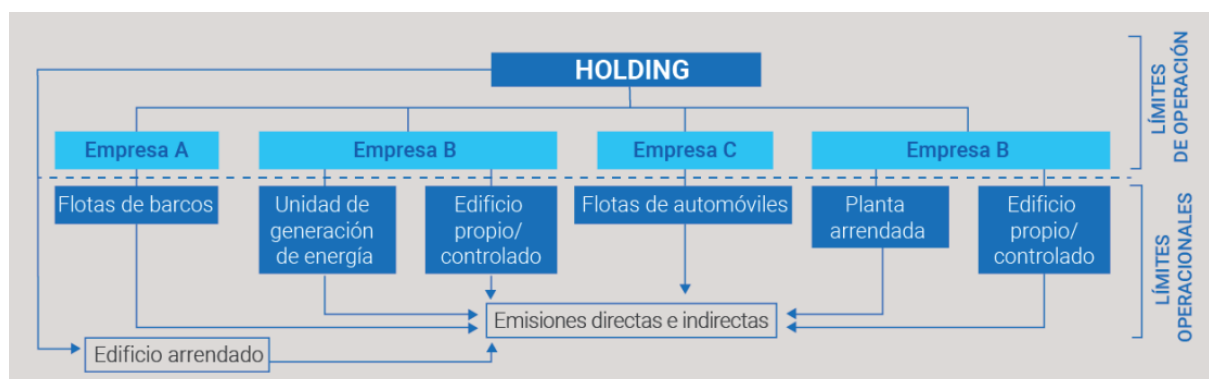 HOLDING
LÍMITES
DE OPERACIÓN
Empresa A
Empresa B
Empresa C
Empresa B
Flotas de barcos
Unidad de
generación
de energía
Edificio
propio/
controlado
Flotas de automóviles
Planta
arrendada
Edificio
propio/
controlado
LÍMITES
OPERACIONALES
Emisiones directas e indirectas
Edificio arrendado